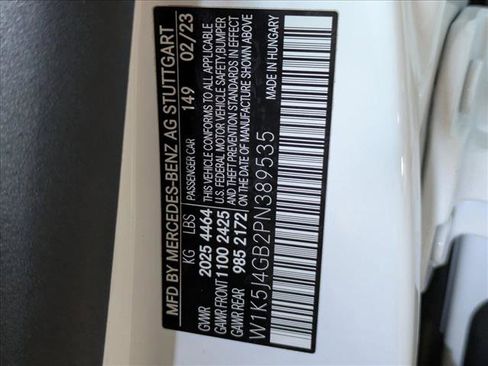 MFD BY MERCEDES-BENZ AG STUTTGART
PASSENGER CAR 149 02/23
KG LBS
GVWR 2025 4464
GAWR FRONT 1100 2425
GAWR REAR 985 2172
THIS VEHICLE CONFORMS TO ALL APPLICABLE
U.S. FEDERAL MOTOR VEHICLE SAFETY,BUMPER
AND THEFT PREVENTION STANDARDS IN EFFECT
ON THE DATE OF MANUFACTURE SHOWN ABOVE
W1K5J4GB2PN389535
MADE IN HUNGARY